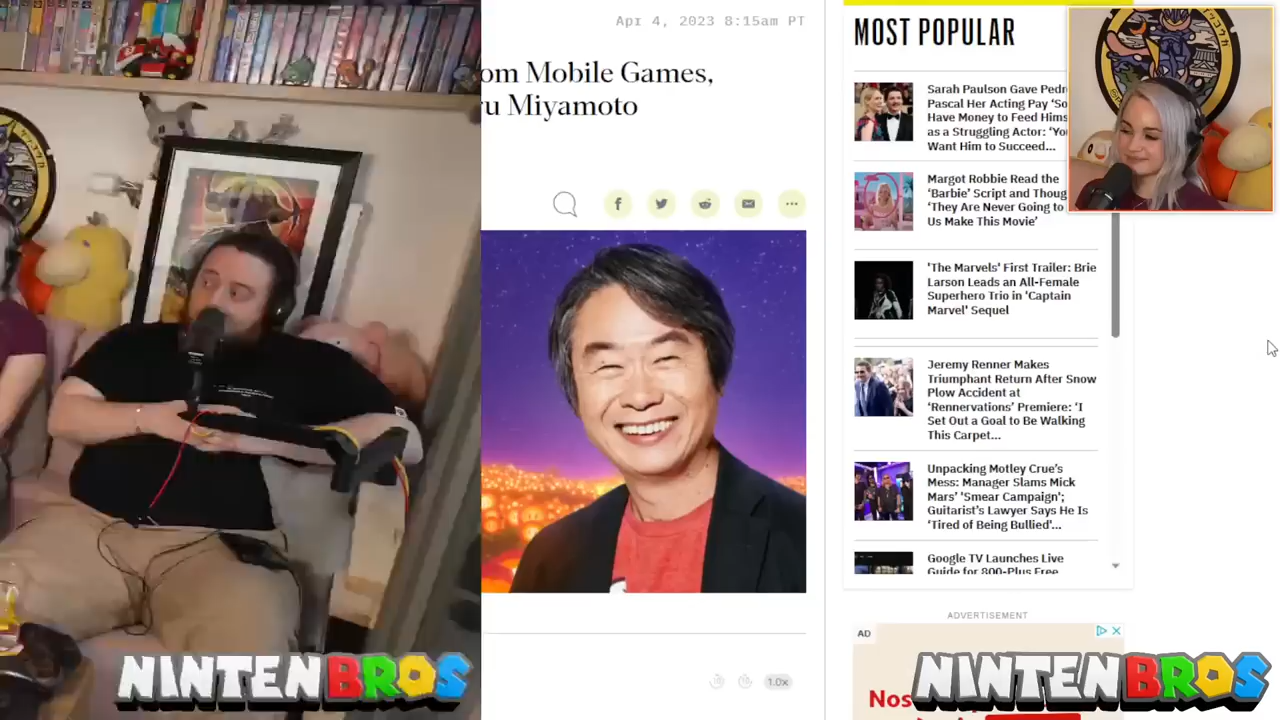 Apr 4, 2023 8:15am PT
om Mobile Games,
ru Miyamoto
1.0x
MOST POPULAR
Sarah Paulson Gave Pedr
Pascal Her Acting Pay ‘So
Have Money to Feed Hims
as a Struggling Actor: ‘You
Want Him to Succeed...
Margot Robbie Read the
‘Barbie’ Script and Thoug
‘They Are Never Going to
Us Make This Movie’
'The Marvels' First Trailer: Brie
Larson Leads an All-Female
Superhero Trio in 'Captain
Marvel' Sequel
Jeremy Renner Makes
Triumphant Return After Snow
Plow Accident at
‘Rennervations’ Premiere: ‘I
Set Out a Goal to Be Walking
This Carpet...
Unpacking Motley Crue’s
Mess: Manager Slams Mick
Mars’ 'Smear Campaign';
Guitarist’s Lawyer Says He Is
‘Tired of Being Bullied’...
Google TV Launches Live
Guide for 800-Plus Free
ADVERTISEMENT
AD
Nos
NINTENBROS
NINTENBROS